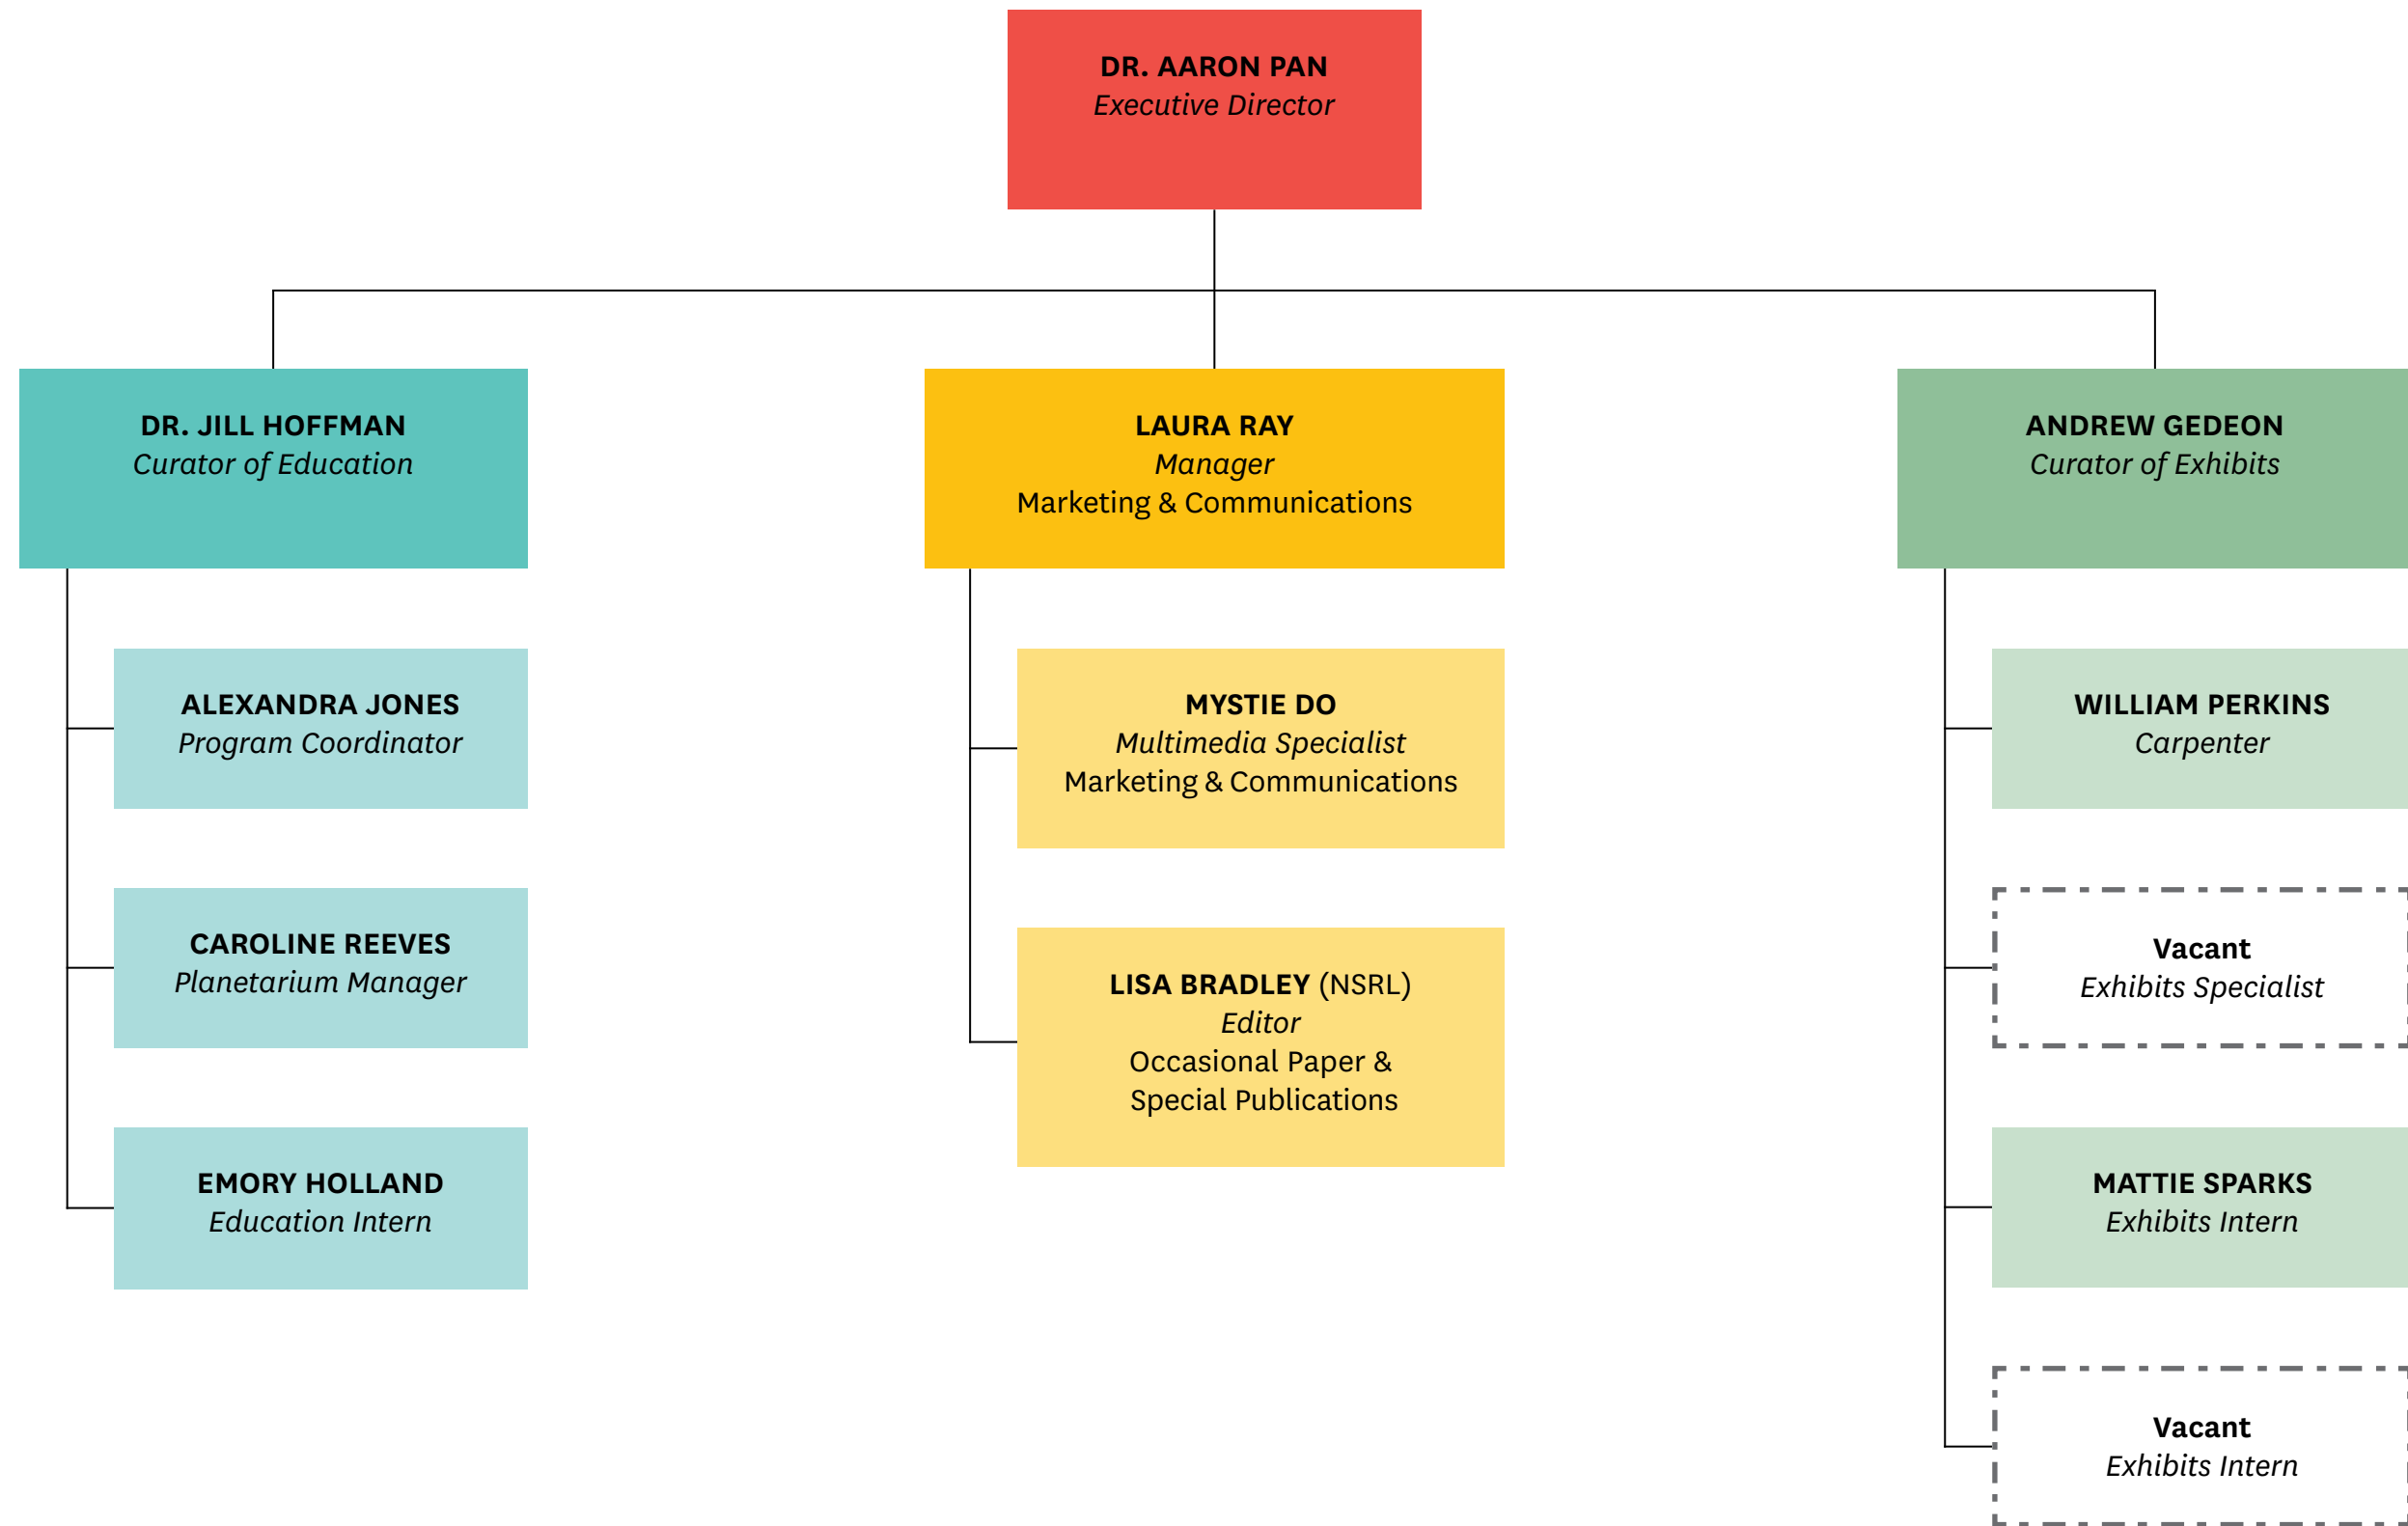 DR. AARON PAN
Executive Director
DR. JILL HOFFMAN
Curator of Education
ALEXANDRA JONES
Program Coordinator
CAROLINE REEVES
Planetarium Manager
EMORY HOLLAND
Education Intern
LAURA RAY
Manager
Marketing & Communications
MYSTIE DO
Multimedia Specialist
Marketing & Communications
LISA BRADLEY (NSRL)
Editor
Occasional Paper &
Special Publications
ANDREW GEDEON
Curator of Exhibits
WILLIAM PERKINS
Carpenter
Vacant
Exhibits Specialist
MATTIE SPARKS
Exhibits Intern
Vacant
Exhibits Intern